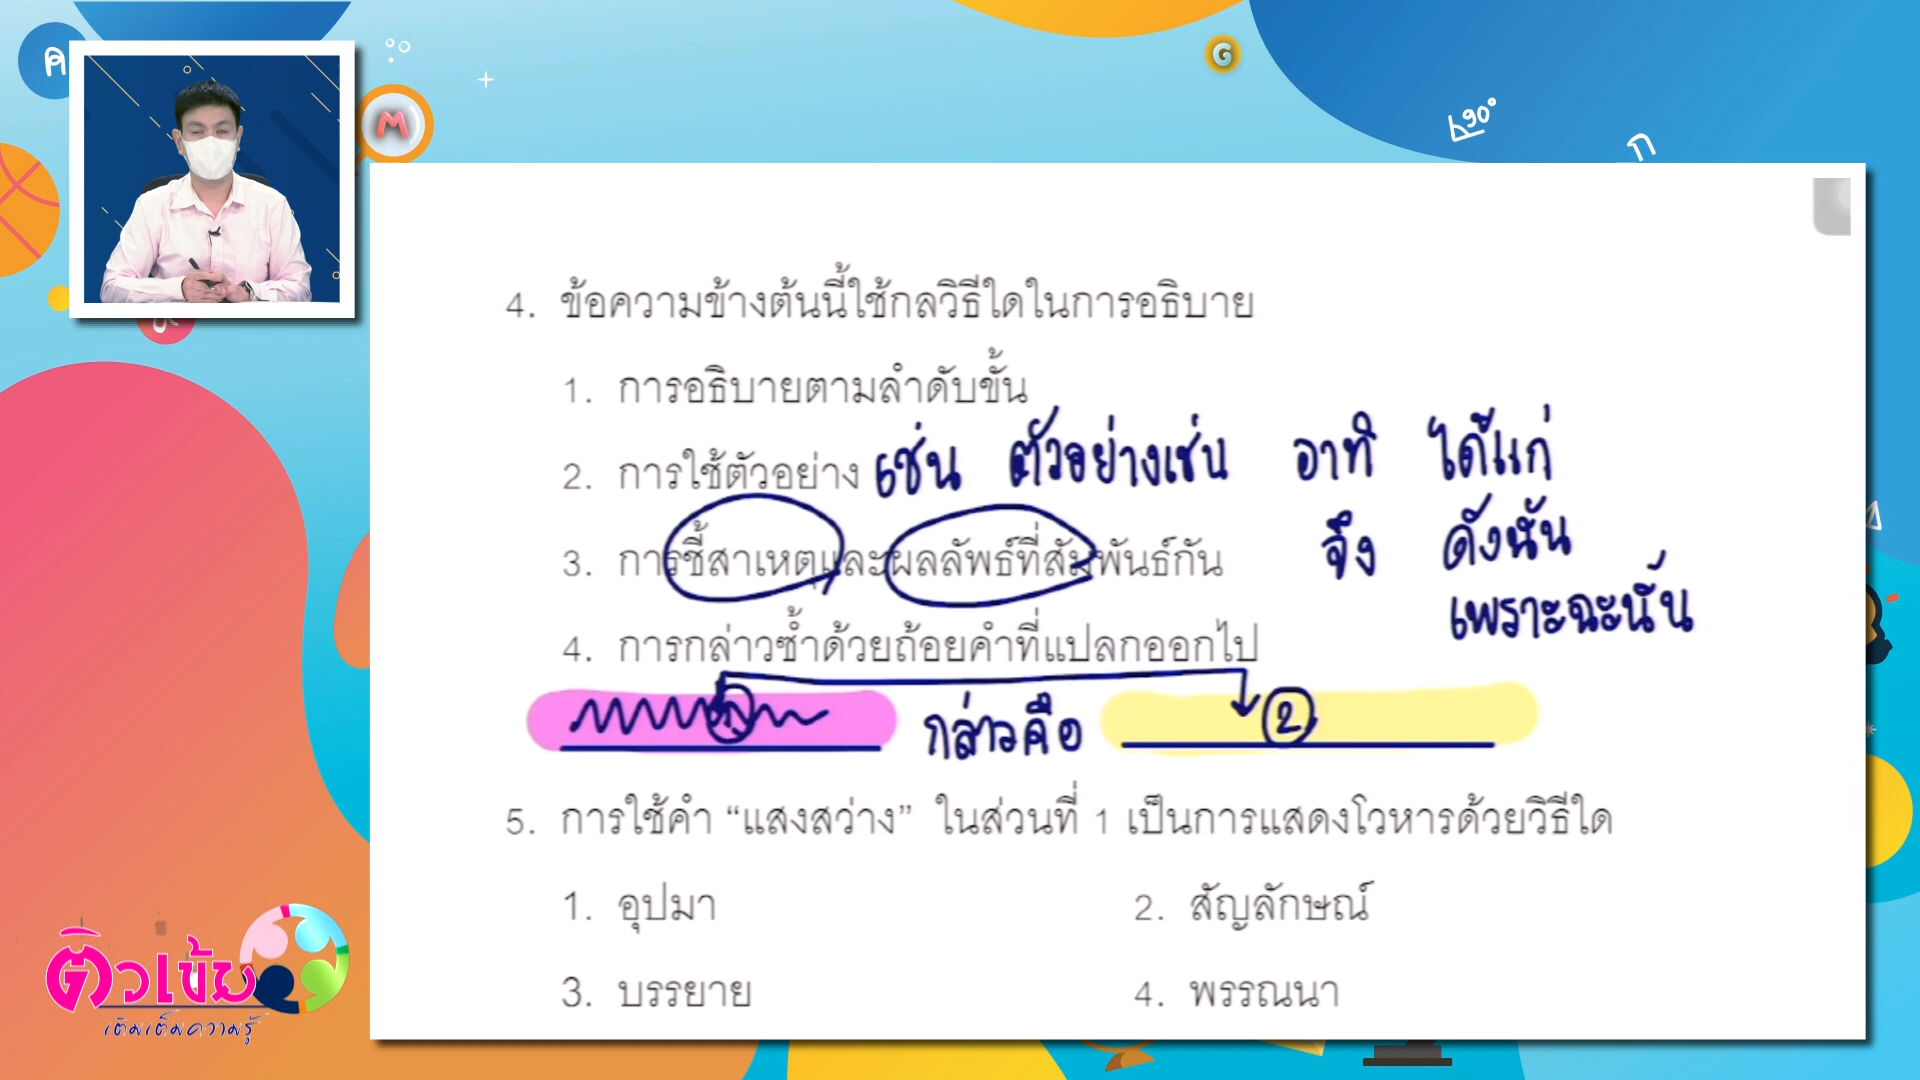 ค
M
G
90°
ก
4. ข้อความข้างต้นนี้ใช้กลวิธีใดในการอธิบาย
1. การอธิบายตามลำดับขั้น
2. การใช้ตัวอย่าง เช่น ตัวอย่างเช่น อาทิ ได้แก่
3. การชี้สาเหตุและผลลัพธ์ที่สัมพันธ์กัน จึง ดังนั้น
เพราะฉะนั้น
4. การกล่าวซ้ำด้วยถ้อยคำที่แปลกออกไป
กล่าวคือ 2
5. การใช้คำ “แสงสว่าง” ในส่วนที่ 1 เป็นการแสดงโวหารด้วยวิธีใด
1. อุปมา 2. สัญลักษณ์
3. บรรยาย 4. พรรณนา
ติวเข้ม
เติมเต็มความรู้